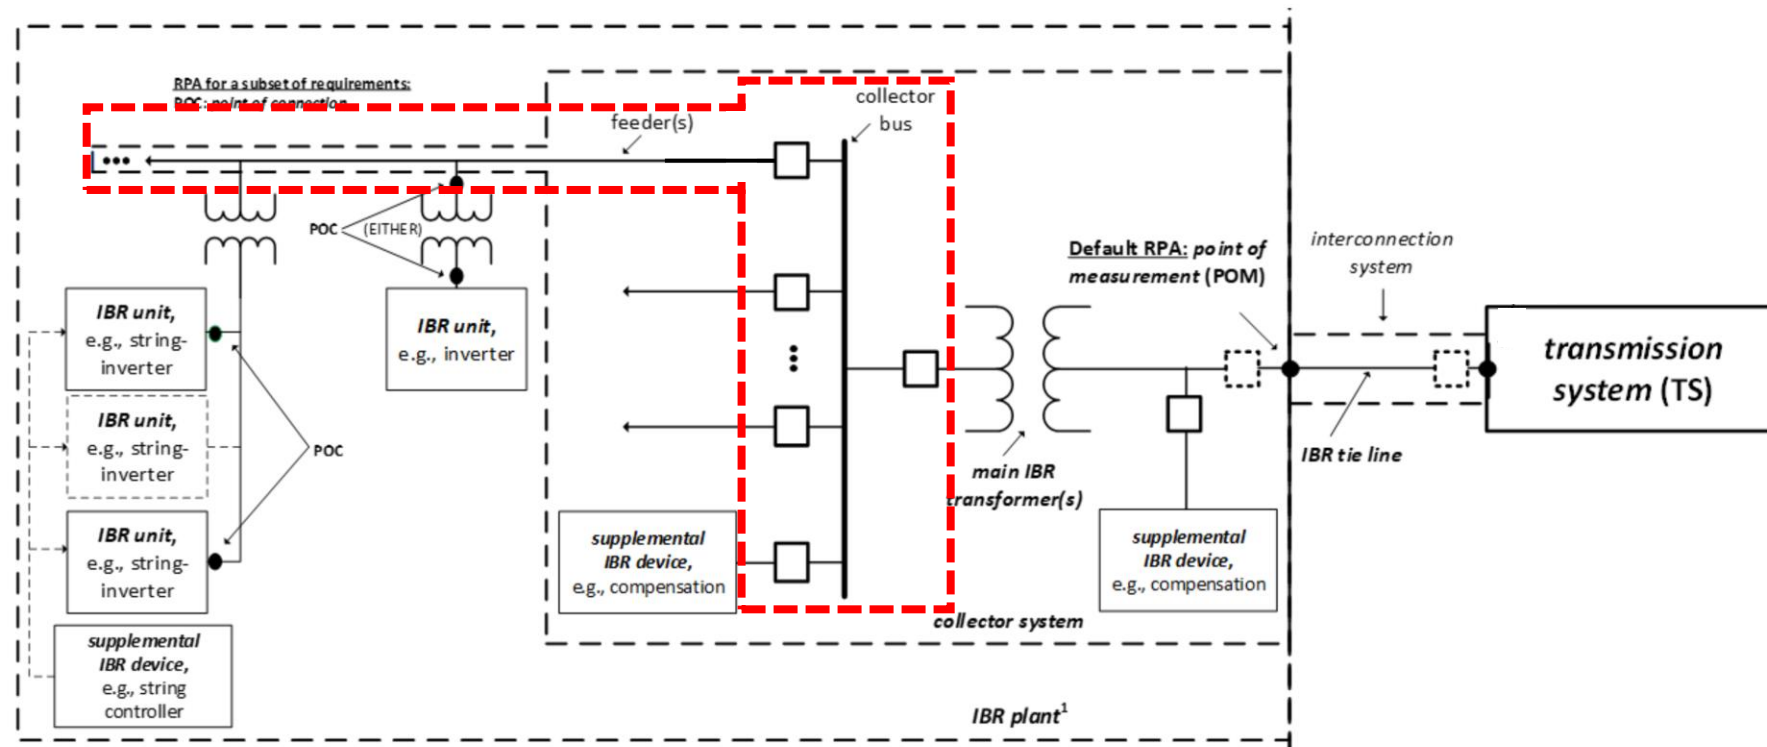 RPA for a subset of requirements:
POC: point of connection
feeder(s)
collector
bus
POC
(EITHER)
IBR unit,
e.g., string-
inverter
IBR unit,
e.g., inverter
IBR unit,
e.g., string-
inverter
POC
IBR unit,
e.g., string-
inverter
supplemental
IBR device,
e.g., string
controller
supplemental
IBR device,
e.g., compensation
main IBR
transformer(s)
collector system
Default RPA: point of
measurement (POM)
supplemental
IBR device,
e.g., compensation
interconnection
system
IBR tie line
transmission
system (TS)
IBR plant¹